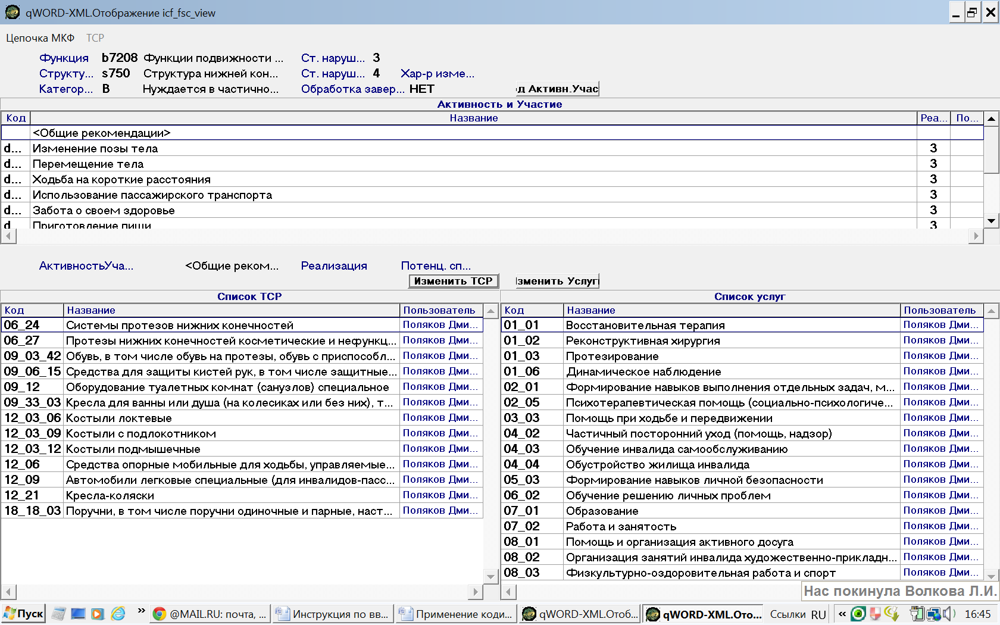 qWORD-XML.Отображение icf_fsc_view
Цепочка МКФ TCP
Функция b7208 Функции подвижности ... Ст. наруш... 3
Структу... s750 Структура нижней кон... Ст. наруш... 4 Хар-р изме...
Категор... B Нуждается в частично... Обработка завер... НЕТ д Активн.Учас
Активность и Участие
Код Название Реа... По...
<Общие рекомендации>
d... Изменение позы тела 3
d... Перемещение тела 3
d... Ходьба на короткие расстояния 3
d... Использование пассажирского транспорта 3
d... Забота о своем здоровье 3
d Приготовление пищи 3
АктивностьУча... <Общие реком... Реализация Потенц. сп...
Изменить ТСР зменить Услуг
Список ТСР
Код Название Пользователь
06_24 Системы протезов нижних конечностей Поляков Дми...
06_27 Протезы нижних конечностей косметические и нефункц... Поляков Дми...
09_03_42 Обувь, в том числе обувь на протезы, обувь с приспособл... Поляков Дми...
09_06_15 Средства для защиты кистей рук, в том числе защитные... Поляков Дми...
09_12 Оборудование туалетных комнат (санузлов) специальное Поляков Дми...
09_33_03 Кресла для ванны или душа (на колесиках или без них), т... Поляков Дми...
12_03_06 Костыли локтевые Поляков Дми...
12_03_09 Костыли с подлокотником Поляков Дми...
12_03_12 Костыли подмышечные Поляков Дми...
12_06 Средства опорные мобильные для ходьбы, управляемые... Поляков Дми...
12_09 Автомобили легковые специальные (для инвалидов-пасс... Поляков Дми...
12_21 Кресла-коляски Поляков Дми...
18_18_03 Поручни, в том числе поручни одиночные и парные, наст... Поляков Дми...
Список услуг
Код Название Пользователь
01_01 Восстановительная терапия Поляков Дми...
01_02 Реконструктивная хирургия Поляков Дми...
01_03 Протезирование Поляков Дми...
01_06 Динамическое наблюдение Поляков Дми...
02_01 Формирование навыков выполнения отдельных задач, м... Поляков Дми...
02_05 Психотерапевтическая помощь (социально-психологиче... Поляков Дми...
03_03 Помощь при ходьбе и передвижении Поляков Дми...
04_02 Частичный посторонний уход (помощь, надзор) Поляков Дми...
04_03 Обучение инвалида самообслуживанию Поляков Дми...
04_04 Обустройство жилища инвалида Поляков Дми...
05_03 Формирование навыков личной безопасности Поляков Дми...
06_02 Обучение решению личных проблем Поляков Дми...
07_01 Образование Поляков Дми...
07_02 Работа и занятость Поляков Дми...
08_01 Помощь и организация активного досуга Поляков Дми...
08_02 Организация занятий инвалида художественно-прикладн... Поляков Дми...
08_03 Физкультурно-оздоровительная работа и спорт Поляков Дми...
Нас покинула Волкова Л.И.
Пуск » @MAIL.RU: почта, ... Инструкция по вв... Применение коди... qWORD-XML.Отоб... qWORD-XML.Ото... Ссылки RU « 16:45